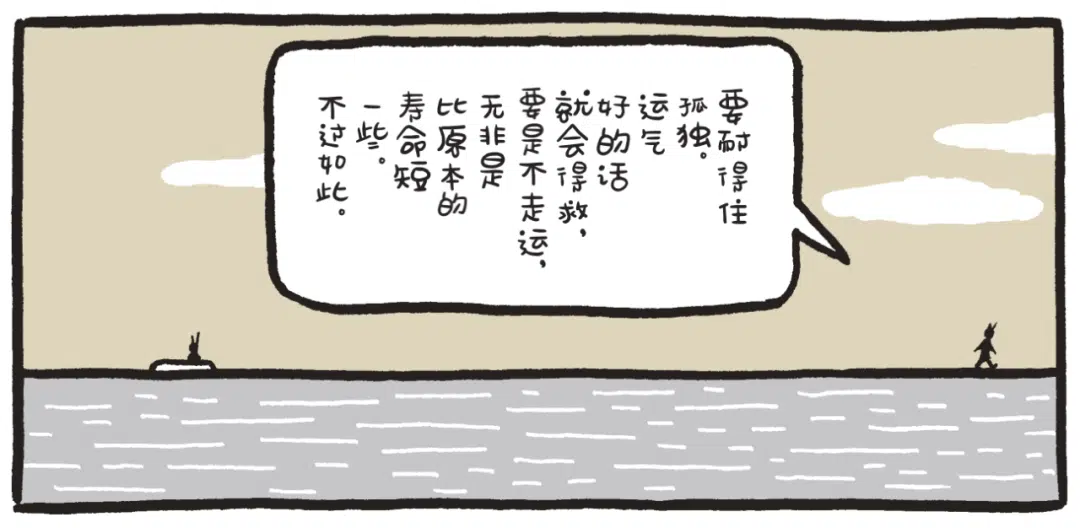 要耐得住
孤独。
运气
好的话
就会得救，
要是不走运，
无非是
比原本的
寿命短
一些。
不过如此。